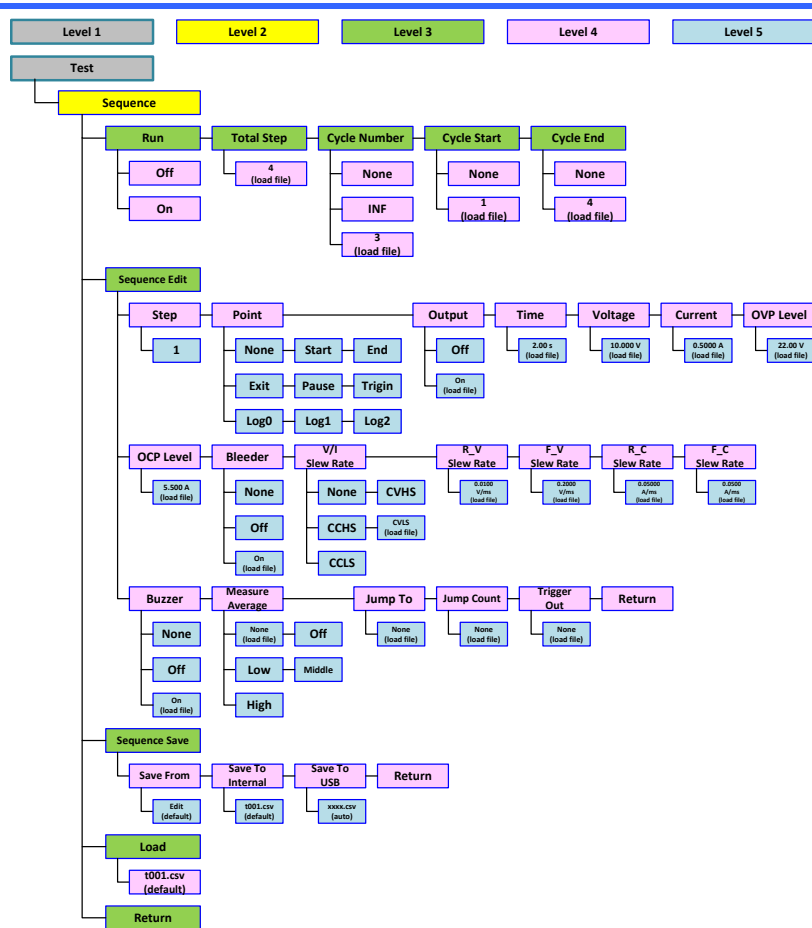 Level 1
Level 2
Level 3
Level 4
Level 5
Test
Sequence
Run
Total Step
Cycle Number
Cycle Start
Cycle End
Off
4
(load file)
None
None
None
On
INF
1
(load file)
4
(load file)
3
(load file)
Sequence Edit
Step
Point
Output
Time
Voltage
Current
OVP Level
1
None
Start
End
Off
2.00 s
(load file)
10.000 V
(load file)
0.5000 A
(load file)
22.00 V
(load file)
Exit
Pause
Trigin
On
(load file)
Log0
Log1
Log2
OCP Level
Bleeder
V/I
Slew Rate
R_V
Slew Rate
F_V
Slew Rate
R_C
Slew Rate
F_C
Slew Rate
5.500 A
(load file)
None
None
CVHS
0.0100
V/ms
(load file)
0.2000
V/ms
(load file)
0.05000
A/ms
(load file)
0.0500
A/ms
(load file)
Off
CCHS
CVLS
(load file)
On
(load file)
CCLS
Buzzer
Measure
Average
Jump To
Jump Count
Trigger
Out
Return
None
None
(load file)
Off
None
(load file)
None
(load file)
None
(load file)
Off
Low
Middle
On
(load file)
High
Sequence Save
Save From
Save To
Internal
Save To
USB
Return
Edit
(default)
t001.csv
(default)
xxxx.csv
(auto)
Load
t001.csv
(default)
Return